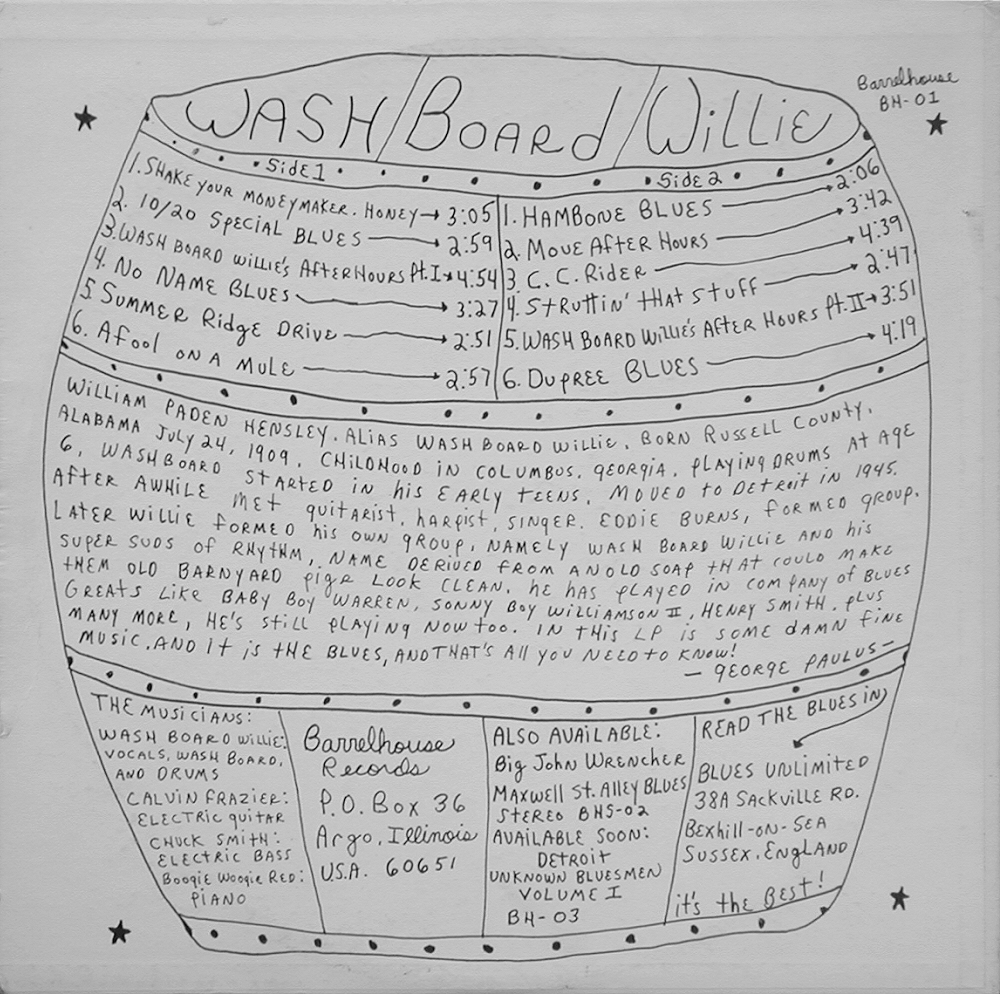 WASH/BOARD/WILLIE
Barrelhouse
BH-01
Side 1
1. SHAKE YOUR MONEYMAKER. HONEY → 3:05
2. 10/20 SPECIAL BLUES → 2:59
3. WASH BOARD WILLIE'S AFTERHOURS Pt. I → 4:54
4. NO NAME BLUES → 3:27
5. SUMMER RIDGE DRIVE → 2:51
6. A fool ON A MULE → 2:57
Side 2
1. HAMBONE BLUES → 2:06
2. MOVE AFTER HOURS → 3:42
3. C.C. RIDER → 4:39
4. STRUTTIN' tHAt StUFF → 2:47
5. WASH BOARD WILLIE'S AFTER HOURS Pt. II → 3:51
6. DUPREE BLUES → 4:19
WILLIAM PADEN HENSLEY. ALIAS WASH BOARD WILLIE. BORN RUSSELL COUNTY.
ALABAMA JULY 24, 1909. CHILDHOOD IN COLUMBUS, GEORGIA. PLAYING DRUMS AT AGE
6, WASHBOARD STARTED IN his EARLY TEENS. MOVED to DETROIT IN 1945.
AFTER AWHILE MET guitarist, harpist, SINGER. EDDIE BURNS, FORMED GROUP.
LATER WILLIE FORMED his OWN GROUP, NAMELY WASH BOARD WILLIE AND his
SUPER SUDS of RHYTHM, NAME DERIVED FROM AN OLD SOAP tHAT COULD MAKE
tHEM OLD BARNYARD pigs LOOK CLEAN. HE HAS PLAYED IN COMPANY of BLUES
GREATS LIKE BABY BOY WARREN, SONNY BOY WILLIAMSON II, HENRY SMITH. PLUS
MANY MORE, HE'S STILL PLAYING NOW TOO. IN tHIS LP IS SOME dAMN FINE
MUSIC. AND It is tHE BLUES, AND THAT'S All YOU NEED to KNOW!
— GEORGE PAULUS —
THE MUSICIANS:
WASH BOARD WILLIE:
VOCALS, WASH BOARD,
AND DRUMS
CALVIN FRAZIER:
ELECTRIC GUITAR
CHUCK SMITH:
ELECTRIC BASS
Boogie Woogie RED:
PIANO
Barrelhouse
Records
P.O. Box 36
Argo, Illinois
U.S.A. 60651
ALSO AVAILABLE:
Big JOHN WRENCHER
MAXWELL St. ALLEY BLUES
STEREO BHS-02
AVAILABLE SOON:
DETROIT
UNKNOWN BLUESMEN
VOLUME I
BH-03
READ THE BLUES IN
BLUES UNLIMITED
38A SACKVILLE RD.
BEXHILL-ON-SEA
SUSSEX, ENGLAND
it's the BEST!